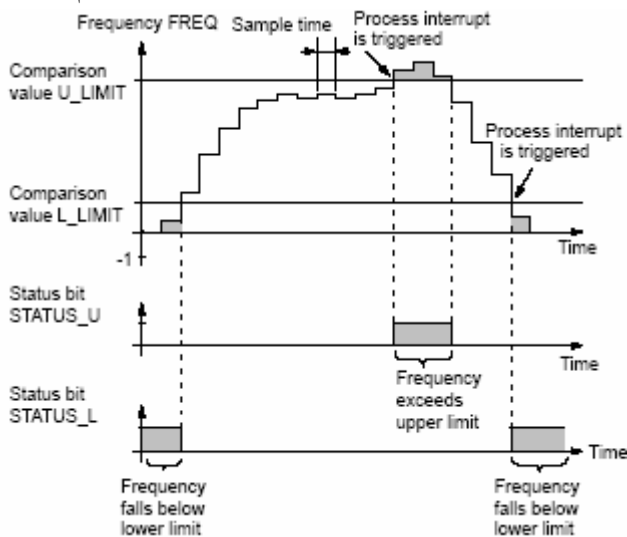 Frequency FREQ
Sample time
Process interrupt
is triggered
Comparison
value U_LIMIT
Process interrupt
is triggered
Comparison
value L_LIMIT
Time
-1
Status bit
STATUS_U
Time
Frequency
exceeds
upper limit
Status bit
STATUS_L
Time
Frequency
falls below
lower limit
Frequency
falls below
lower limit